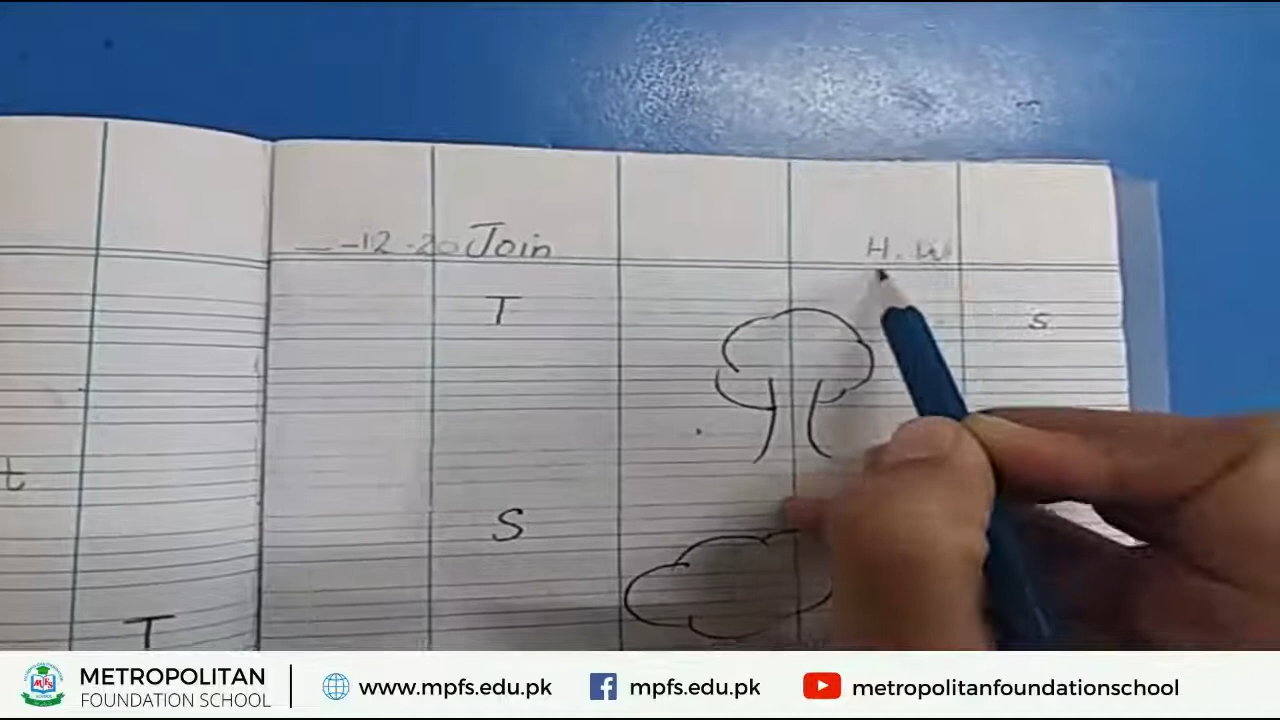 — -12 -20 Join H.W
T
s
t
S
T
METROPOLITAN
FOUNDATION SCHOOL
www.mpfs.edu.pk
mpfs.edu.pk
metropolitanfoundationschool